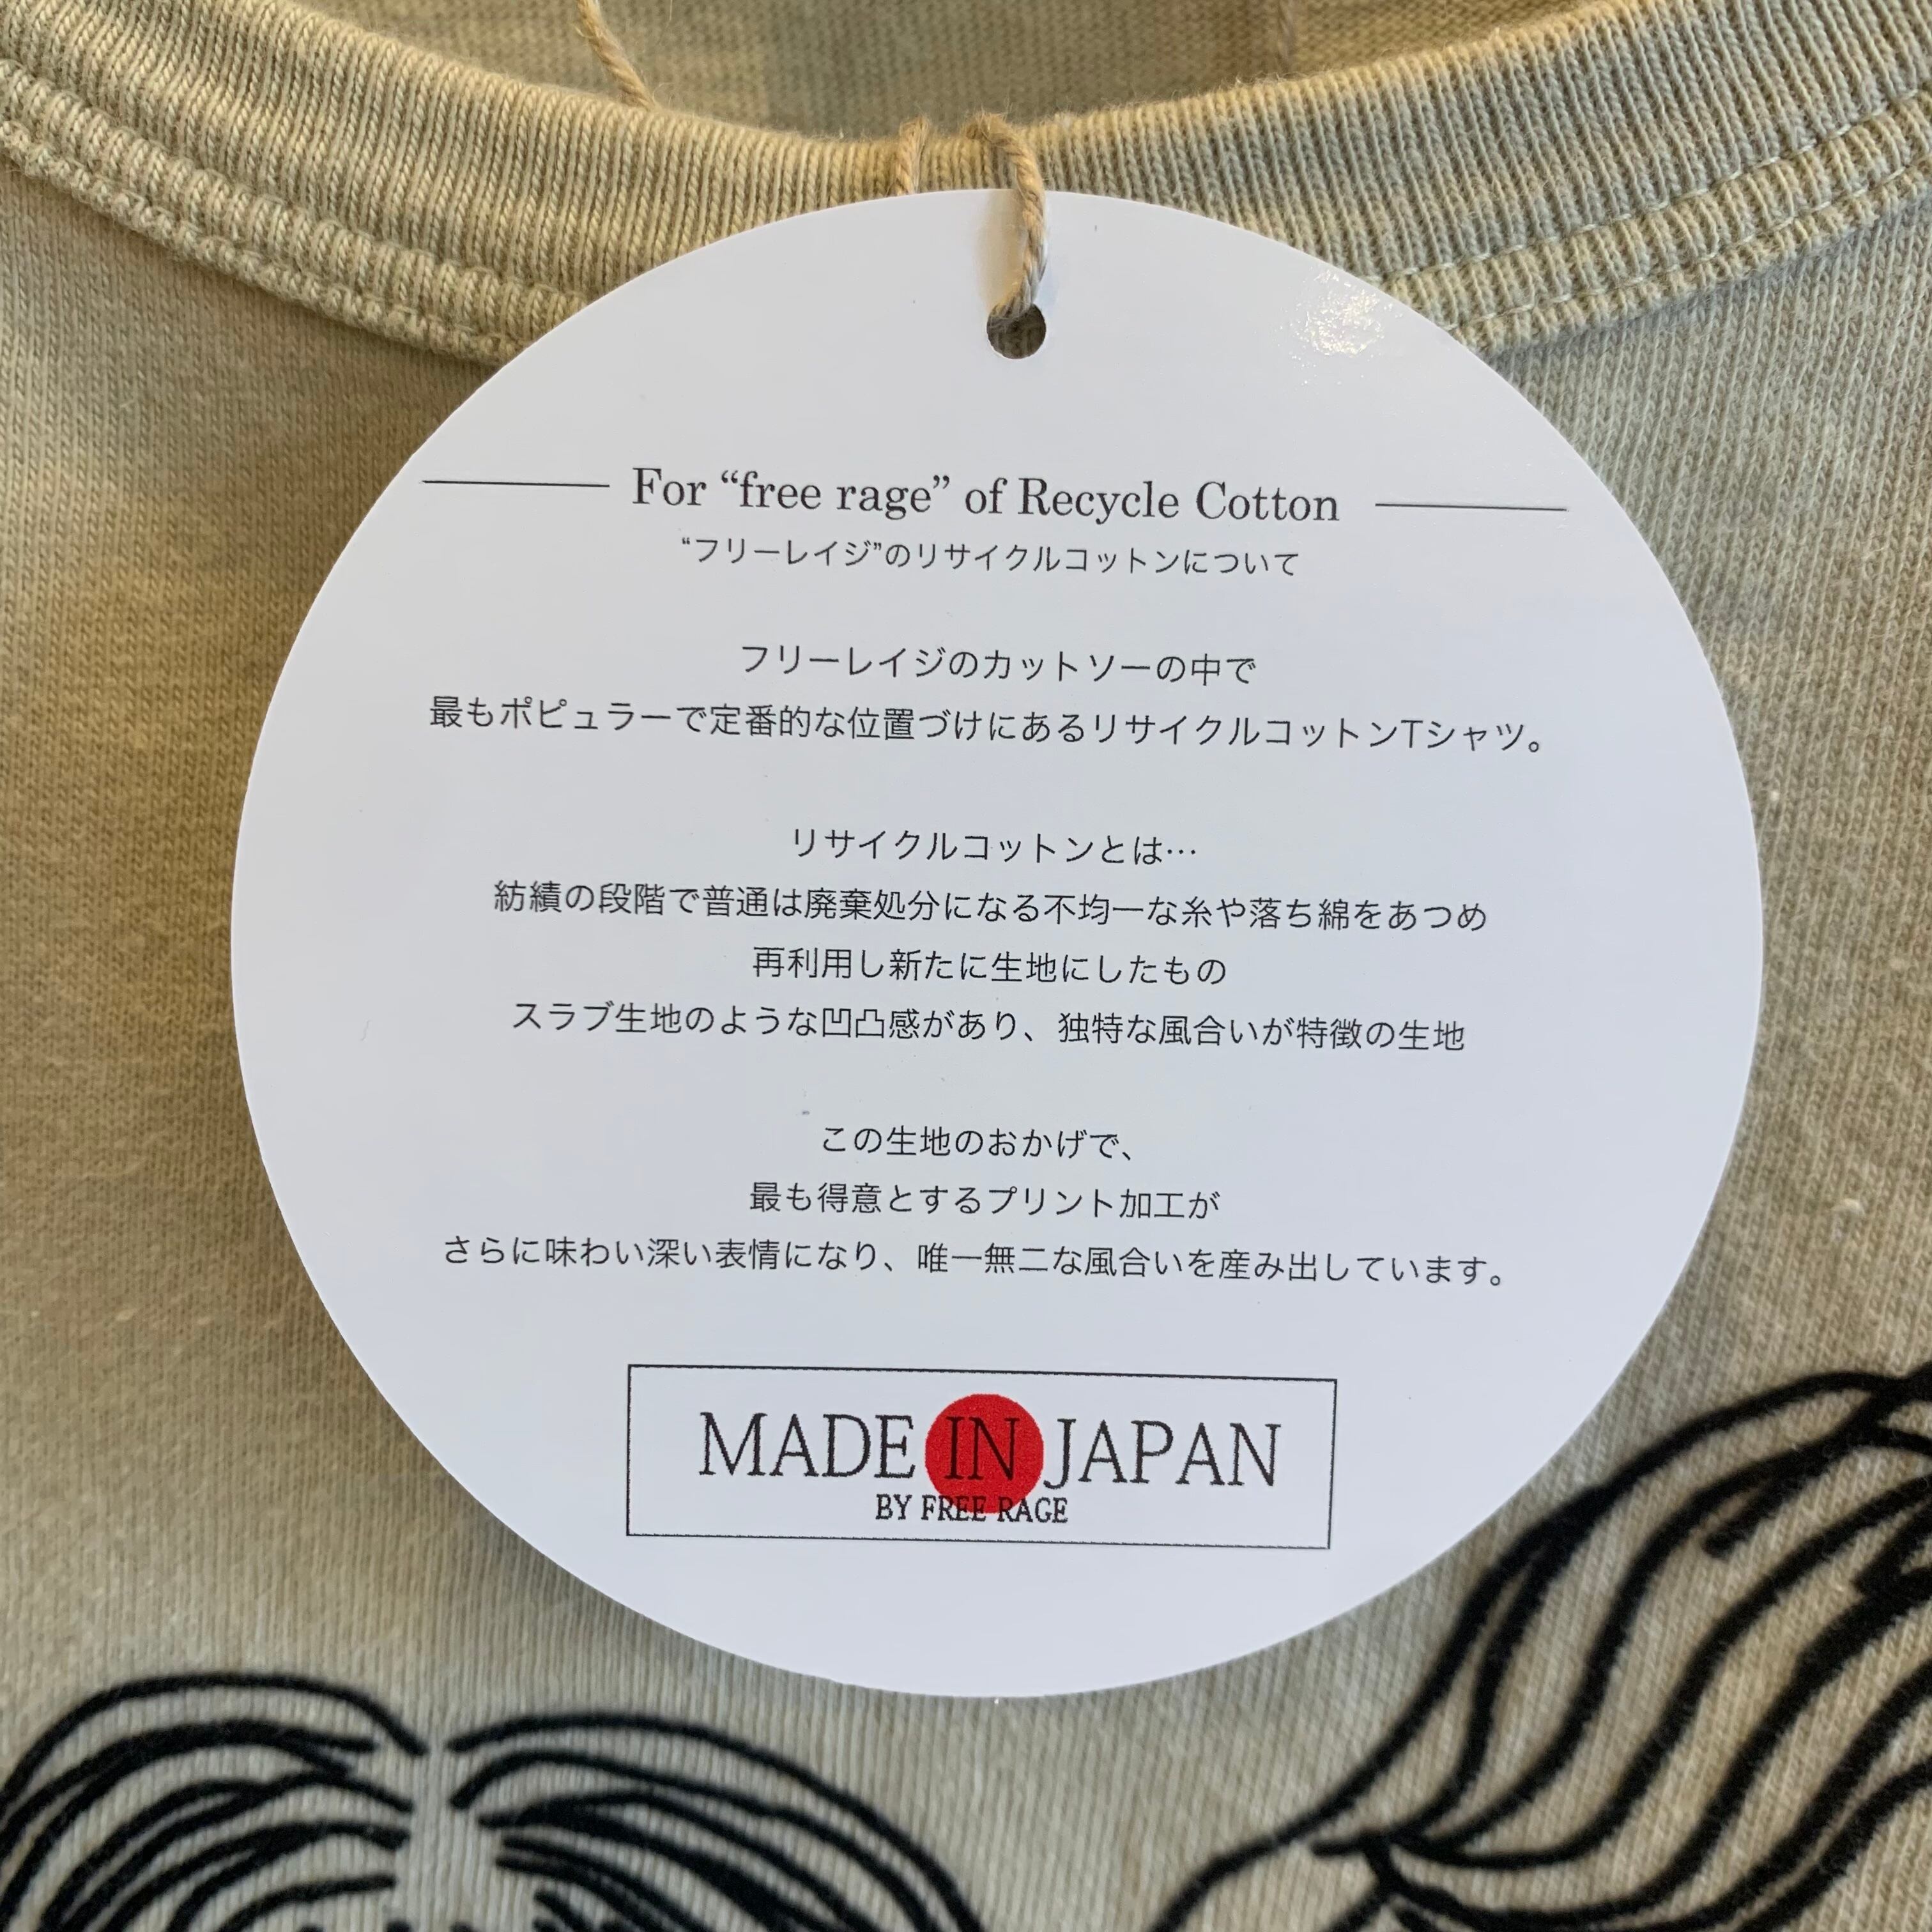 For “free rage” of Recycle Cotton
“フリーレイジ”のリサイクルコットンについて
フリーレイジのカットソーの中で
最もポピュラーで定番的な位置づけにあるリサイクルコットンTシャツ。
リサイクルコットンとは…
紡績の段階で普通は廃棄処分になる不均一な糸や落ち綿をあつめ
再利用し新たに生地にしたもの
スラブ生地のような凹凸感があり、独特な風合いが特徴の生地
この生地のおかげで、
最も得意とするプリント加工が
さらに味わい深い表情になり、唯一無二な風合いを産み出しています。
MADE IN JAPAN
BY FREE RAGE